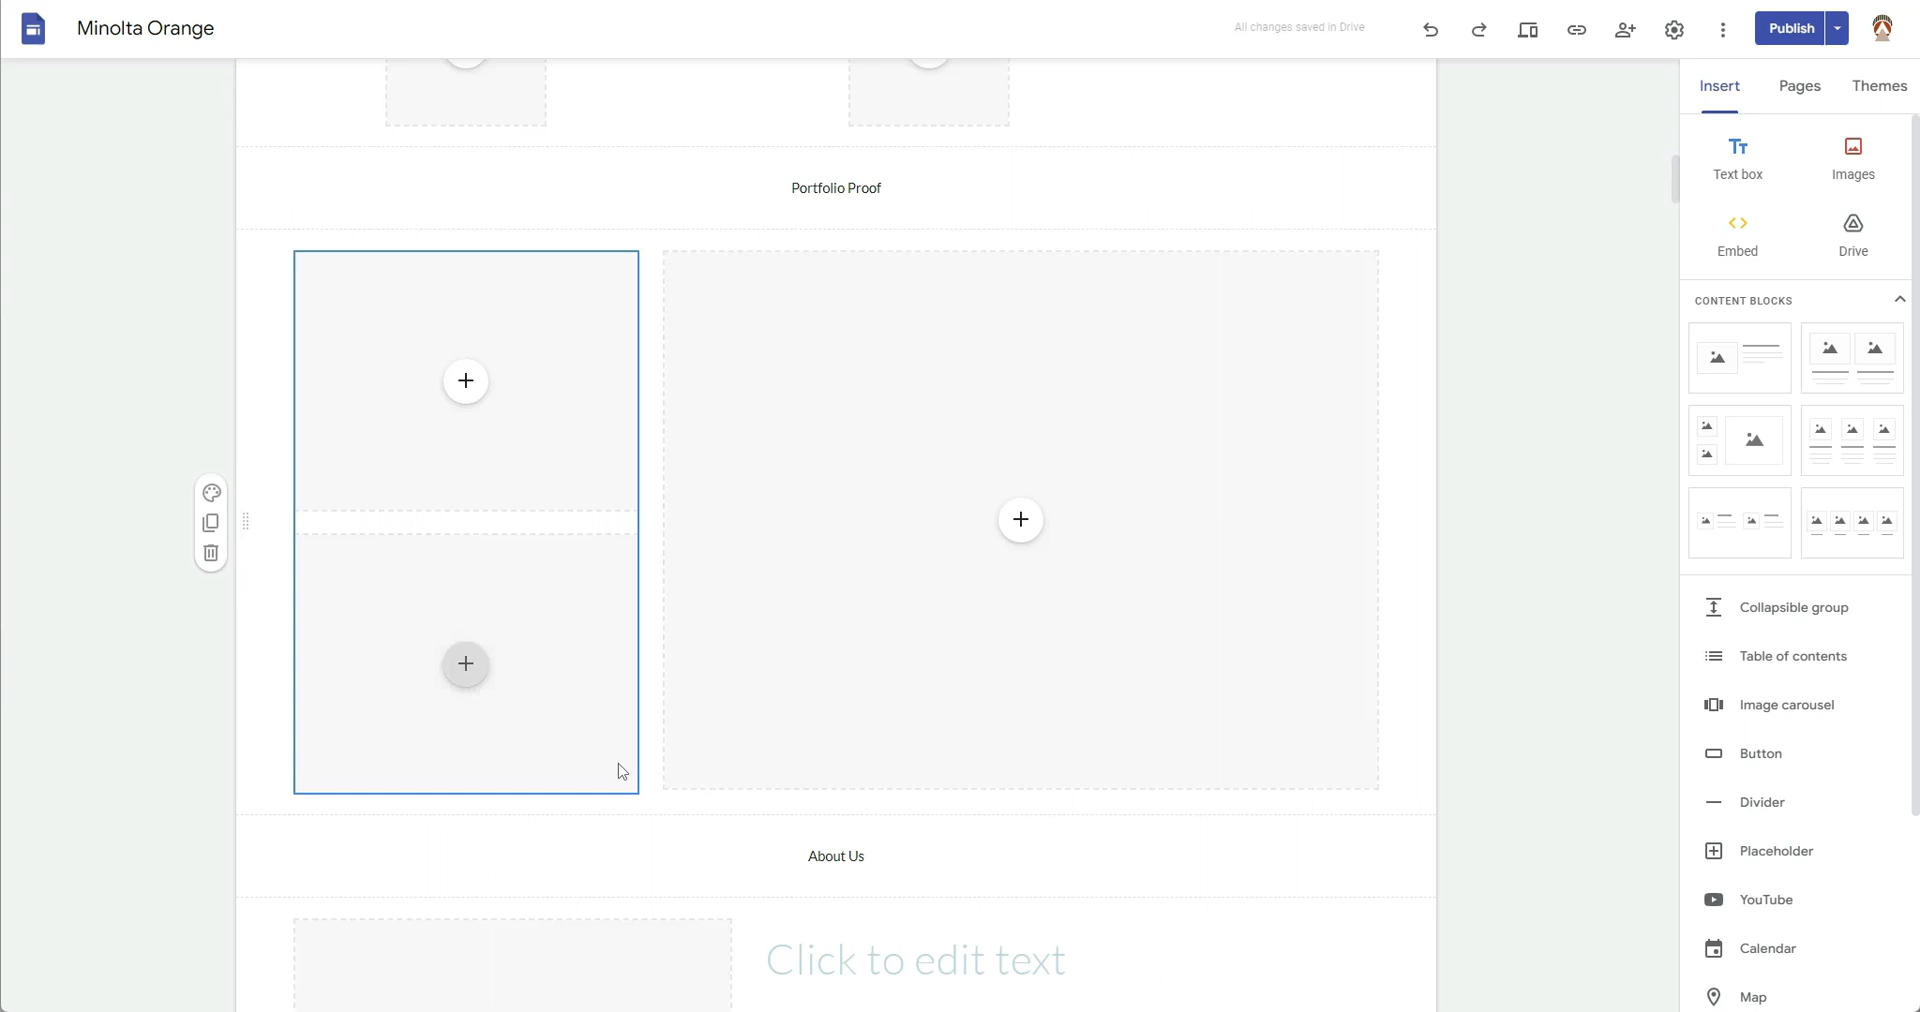 Minolta Orange
All changes saved in Drive
Publish
Insert
Pages
Themes
Text box
Images
Embed
Drive
CONTENT BLOCKS
Portfolio Proof
Collapsible group
Table of contents
Image carousel
Button
Divider
Placeholder
YouTube
Calendar
Map
About Us
Click to edit text